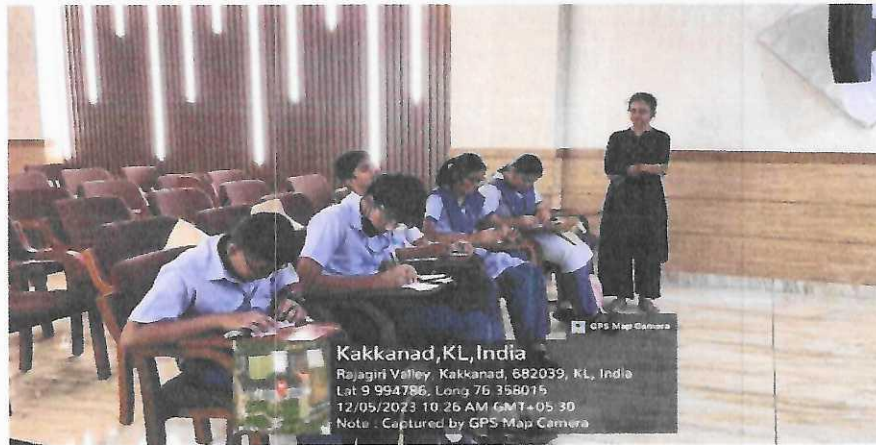 GPS Map Camera
Kakkanad,KL,India
Rajagiri Valley, Kakkanad, 682039, KL, India
Lat 9.994786, Long 76.358015
12/05/2023 10:26 AM GMT+05:30
Note : Captured by GPS Map Camera